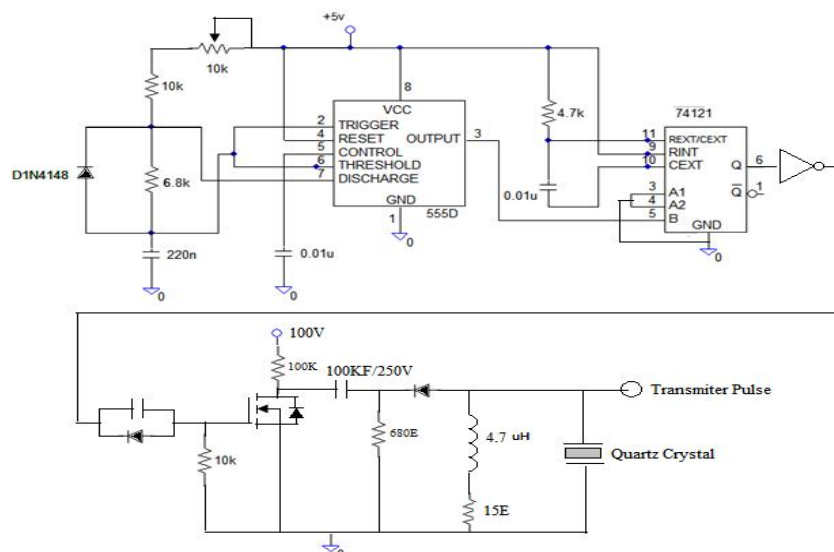 +5v
10k
10k
D1N4148
6.8k
220n
0
0.01u
0
8
VCC
2 TRIGGER
4 RESET OUTPUT 3
5 CONTROL
6 THRESHOLD
7 DISCHARGE
GND
1
555D
0
4.7k
0.01u
74121
11 REXT/CEXT
9 RINT
10 CEXT Q 6
3 A1 Q 1
4 A2
5 B
GND
0
100V
100K
100KF/250V
10k
680E
4.7 uH
15E
Transmiter Pulse
Quartz Crystal
0